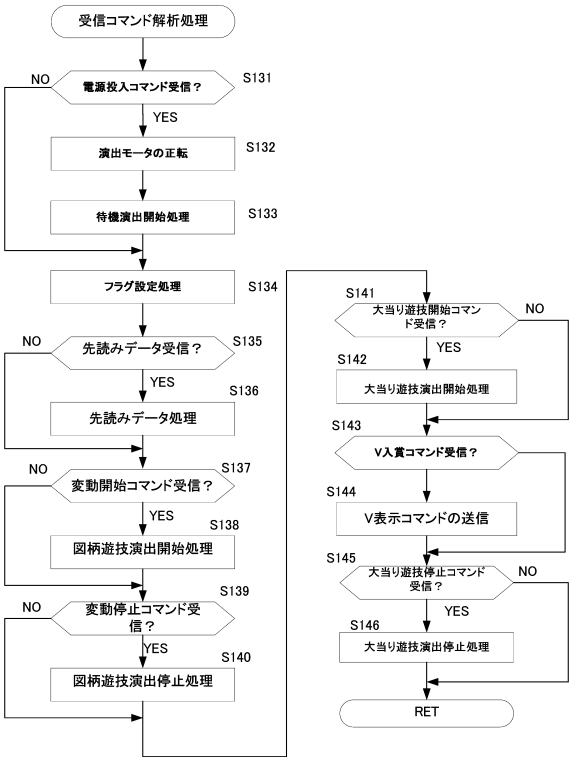 受信コマンド解析処理
NO
電源投入コマンド受信？
S131
YES
演出モータの正転
S132
待機演出開始処理
S133
フラグ設定処理
S134
NO
先読みデータ受信？
S135
YES
先読みデータ処理
S136
NO
変動開始コマンド受信？
S137
YES
図柄遊技演出開始処理
S138
NO
変動停止コマンド受
信？
S139
YES
図柄遊技演出停止処理
S140
S141
大当り遊技開始コマン
ド受信？
NO
YES
S142
大当り遊技演出開始処理
S143
V入賞コマンド受信？
S144
V表示コマンドの送信
S145
大当り遊技停止コマンド
受信？
NO
YES
S146
大当り遊技演出停止処理
RET